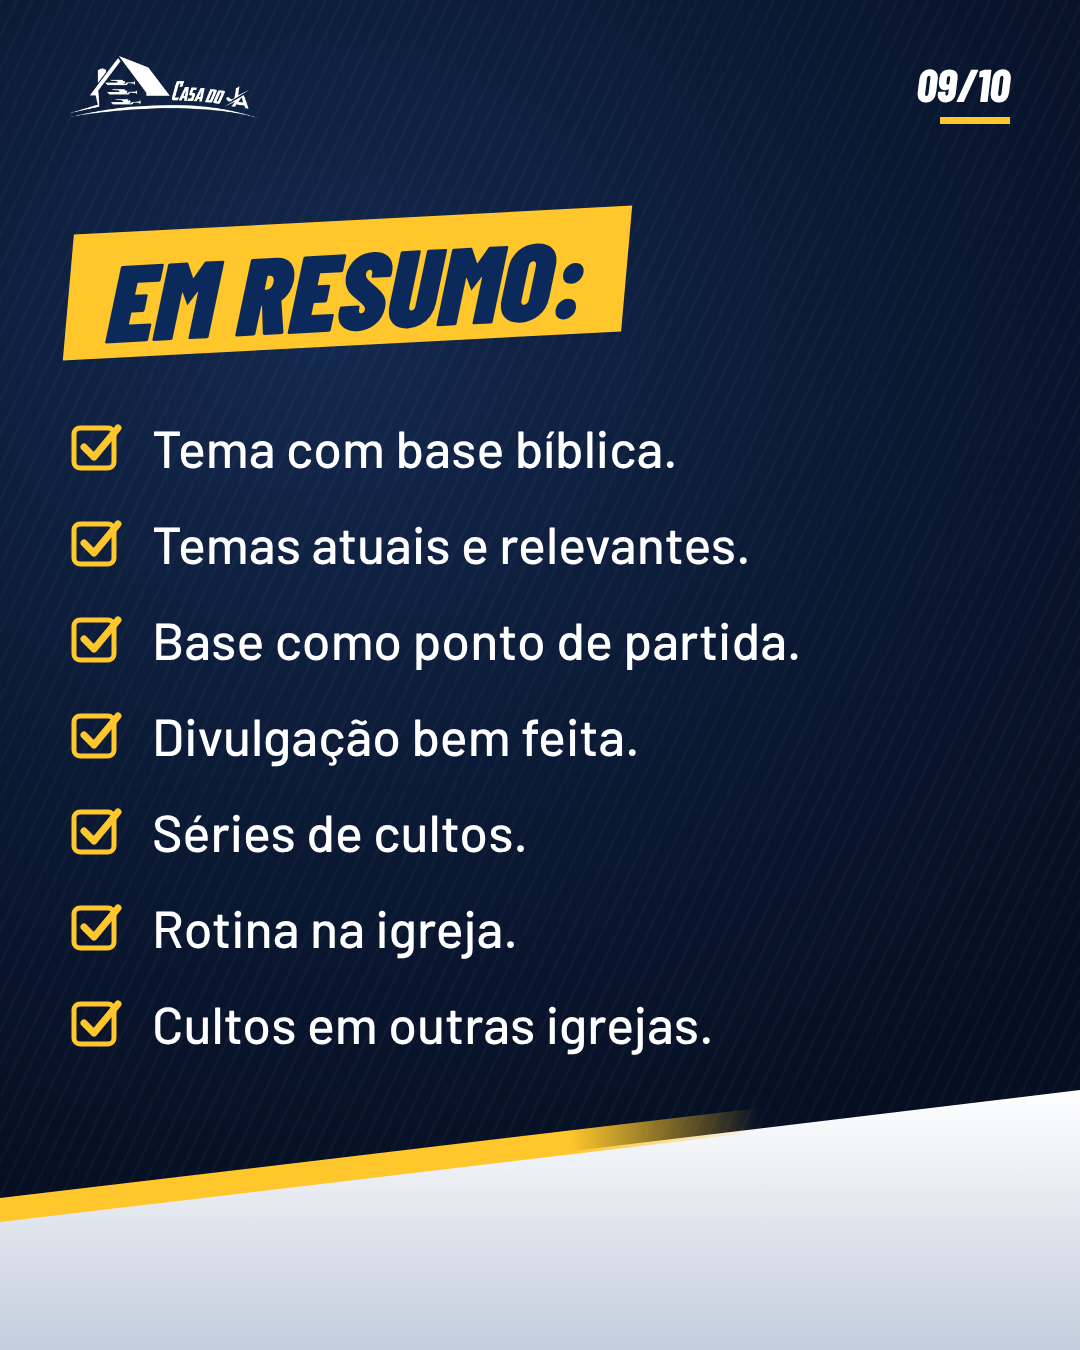 CASA DO JA
09/10
EM RESUMO:
Tema com base bíblica.
Temas atuais e relevantes.
Base como ponto de partida.
Divulgação bem feita.
Séries de cultos.
Rotina na igreja.
Cultos em outras igrejas.